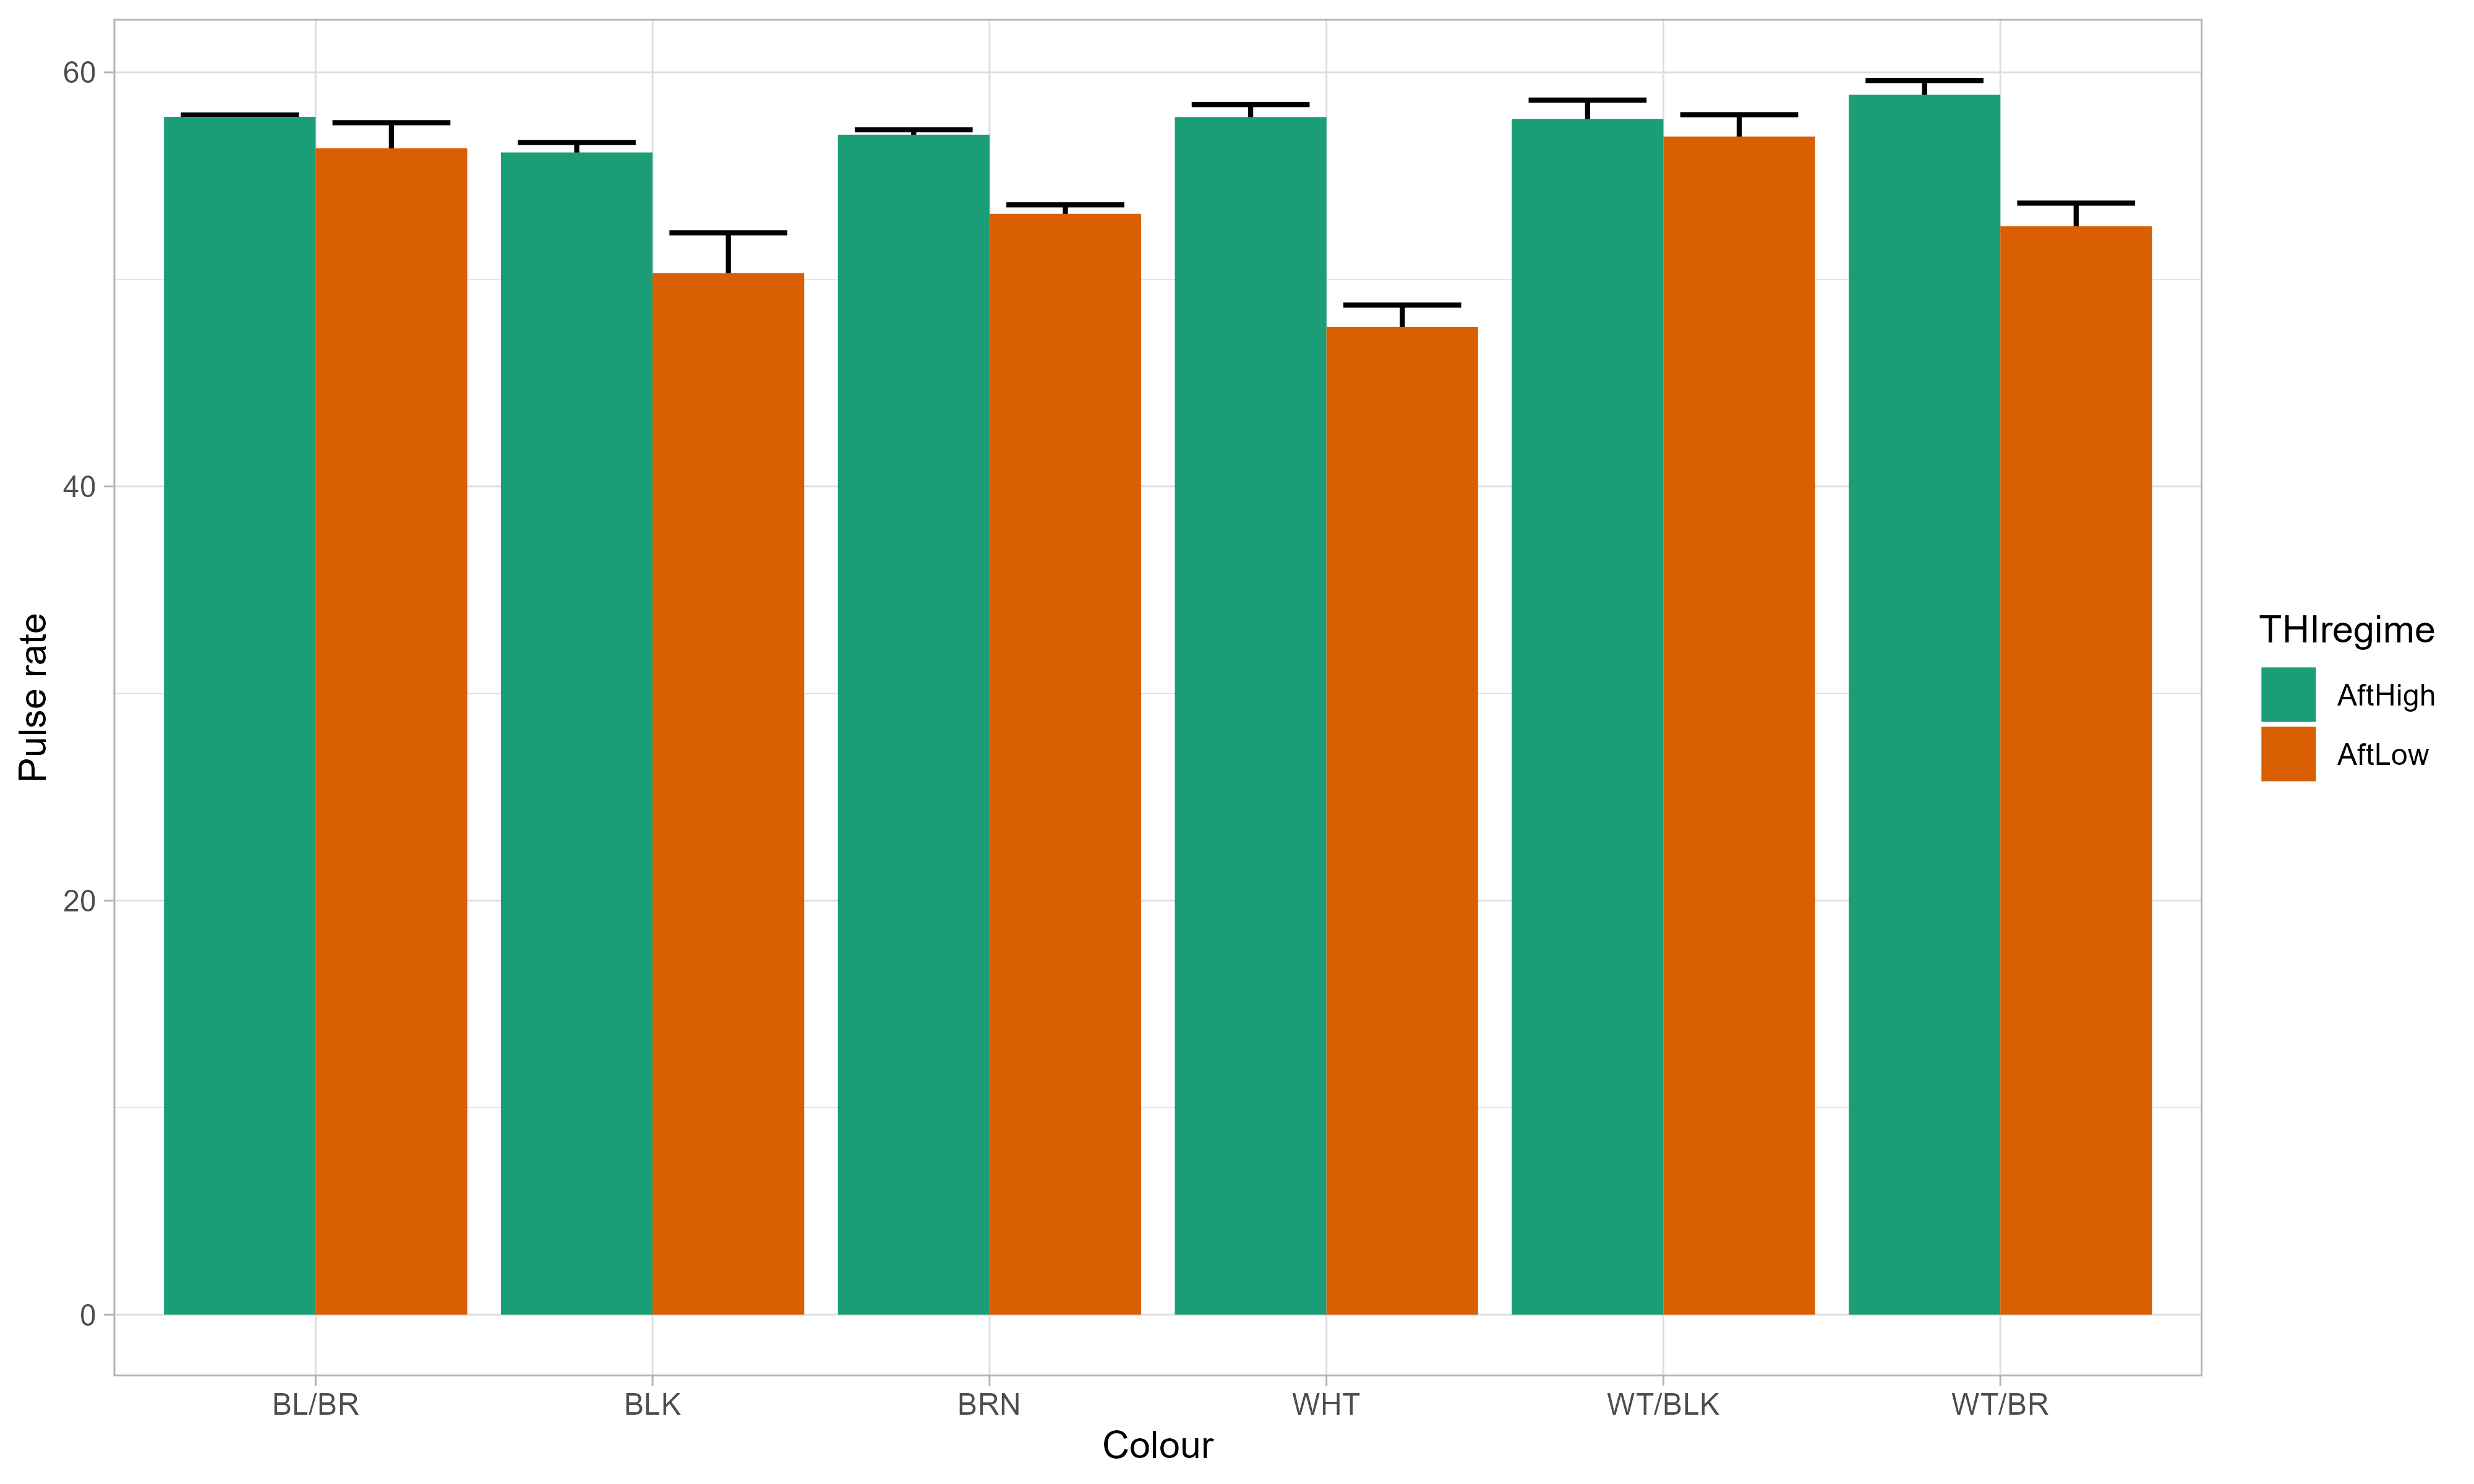 60
40
20
0
Pulse rate
BL/BR BLK BRN WHT WT/BLK WT/BR
Colour
THIregime
AftHigh
AftLow